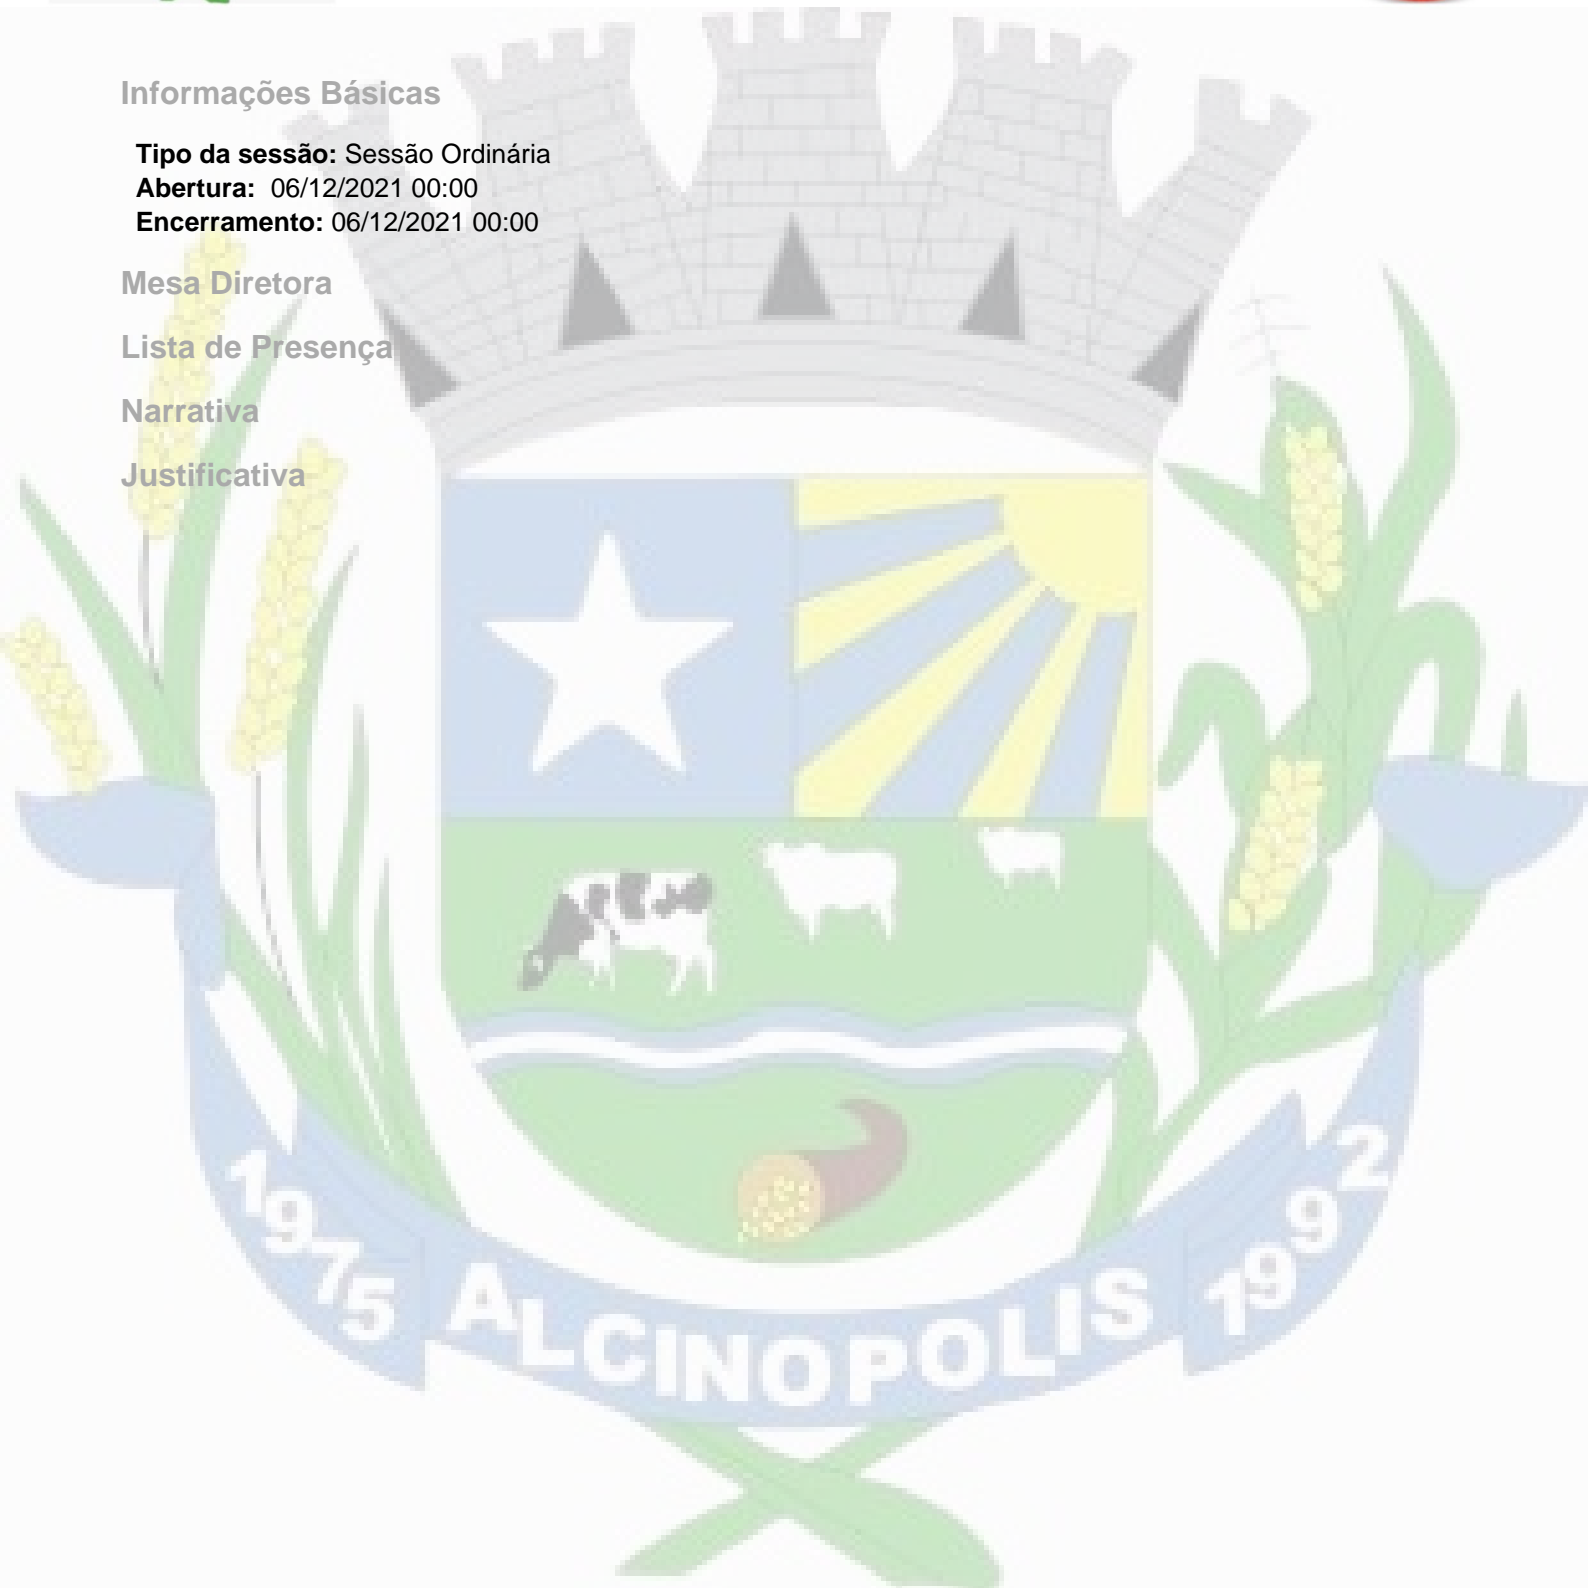 Informações Básicas
Tipo da sessão: Sessão Ordinária
Abertura: 06/12/2021 00:00
Encerramento: 06/12/2021 00:00
Mesa Diretora
Lista de Presença
Narrativa
Justificativa
1975 ALCINOPOLIS 1992